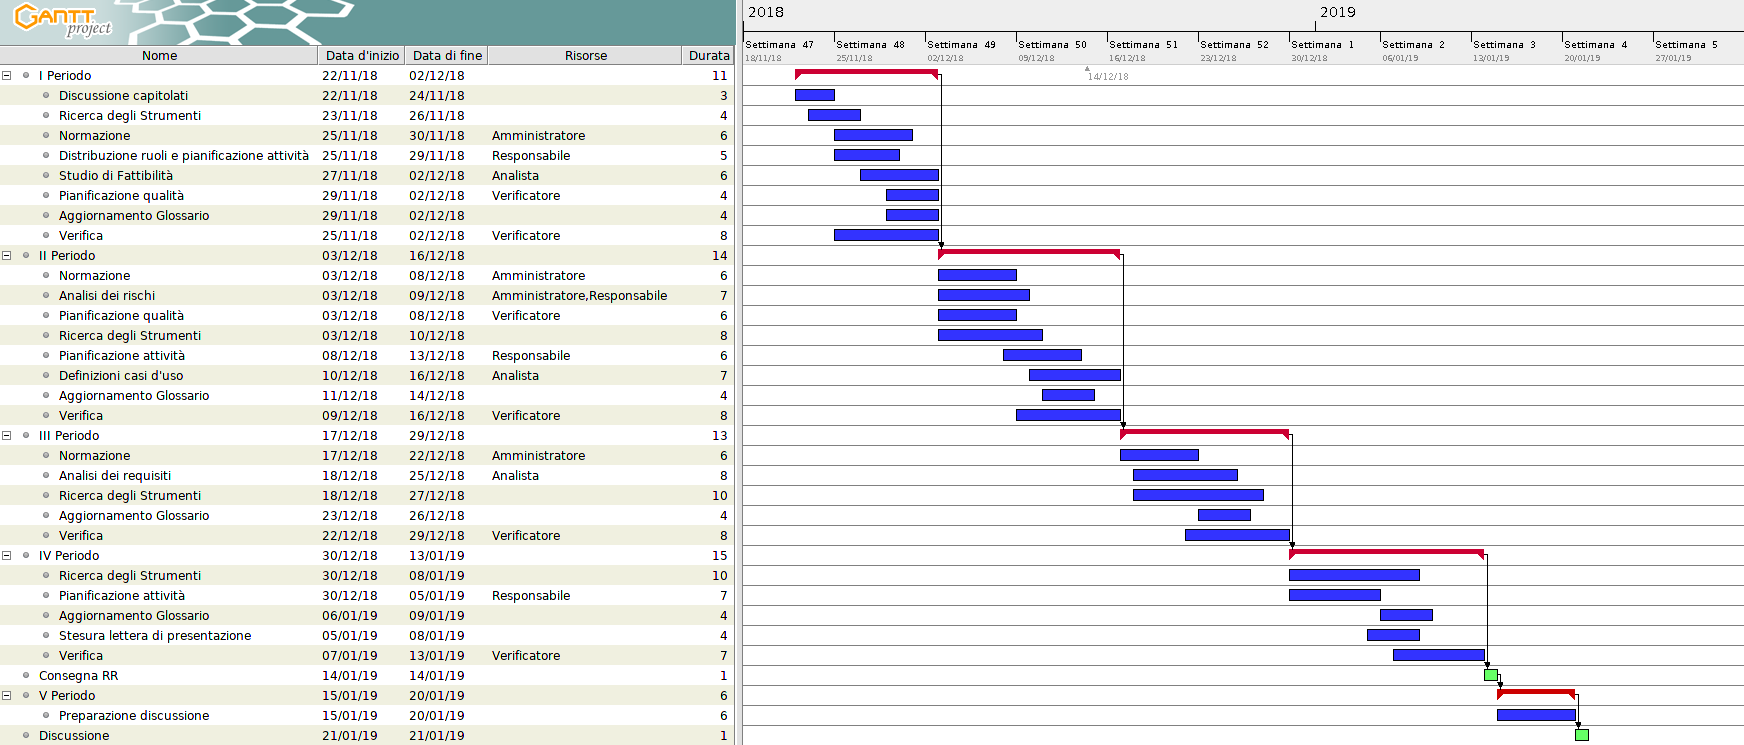 GANTT
project
2018 2019
Nome Data d'inizio Data di fine Risorse Durata
Settimana 47 Settimana 48 Settimana 49 Settimana 50 Settimana 51 Settimana 52 Settimana 1 Settimana 2 Settimana 3 Settimana 4 Settimana 5
18/11/18 25/11/18 02/12/18 09/12/18 16/12/18 23/12/18 30/12/18 06/01/19 13/01/19 20/01/19 27/01/19
14/12/18
I Periodo 22/11/18 02/12/18 11
Discussione capitolati 22/11/18 24/11/18 3
Ricerca degli Strumenti 23/11/18 26/11/18 4
Normazione 25/11/18 30/11/18 Amministratore 6
Distribuzione ruoli e pianificazione attività 25/11/18 29/11/18 Responsabile 5
Studio di Fattibilità 27/11/18 02/12/18 Analista 6
Pianificazione qualità 29/11/18 02/12/18 Verificatore 4
Aggiornamento Glossario 29/11/18 02/12/18 4
Verifica 25/11/18 02/12/18 Verificatore 8
II Periodo 03/12/18 16/12/18 14
Normazione 03/12/18 08/12/18 Amministratore 6
Analisi dei rischi 03/12/18 09/12/18 Amministratore,Responsabile 7
Pianificazione qualità 03/12/18 08/12/18 Verificatore 6
Ricerca degli Strumenti 03/12/18 10/12/18 8
Pianificazione attività 08/12/18 13/12/18 Responsabile 6
Definizioni casi d'uso 10/12/18 16/12/18 Analista 7
Aggiornamento Glossario 11/12/18 14/12/18 4
Verifica 09/12/18 16/12/18 Verificatore 8
III Periodo 17/12/18 29/12/18 13
Normazione 17/12/18 22/12/18 Amministratore 6
Analisi dei requisiti 18/12/18 25/12/18 Analista 8
Ricerca degli Strumenti 18/12/18 27/12/18 10
Aggiornamento Glossario 23/12/18 26/12/18 4
Verifica 22/12/18 29/12/18 Verificatore 8
IV Periodo 30/12/18 13/01/19 15
Ricerca degli Strumenti 30/12/18 08/01/19 10
Pianificazione attività 30/12/18 05/01/19 Responsabile 7
Aggiornamento Glossario 06/01/19 09/01/19 4
Stesura lettera di presentazione 05/01/19 08/01/19 4
Verifica 07/01/19 13/01/19 Verificatore 7
Consegna RR 14/01/19 14/01/19 1
V Periodo 15/01/19 20/01/19 6
Preparazione discussione 15/01/19 20/01/19 6
Discussione 21/01/19 21/01/19 1